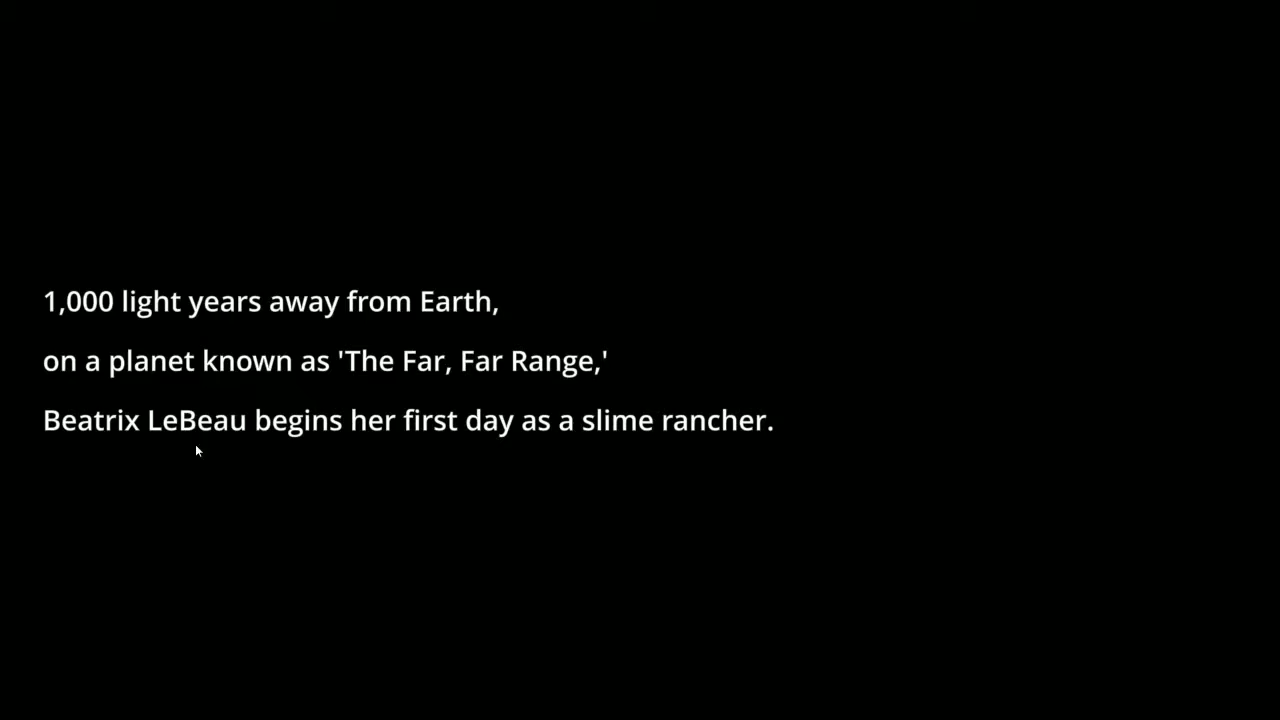 1,000 light years away from Earth,
on a planet known as 'The Far, Far Range,'
Beatrix LeBeau begins her first day as a slime rancher.